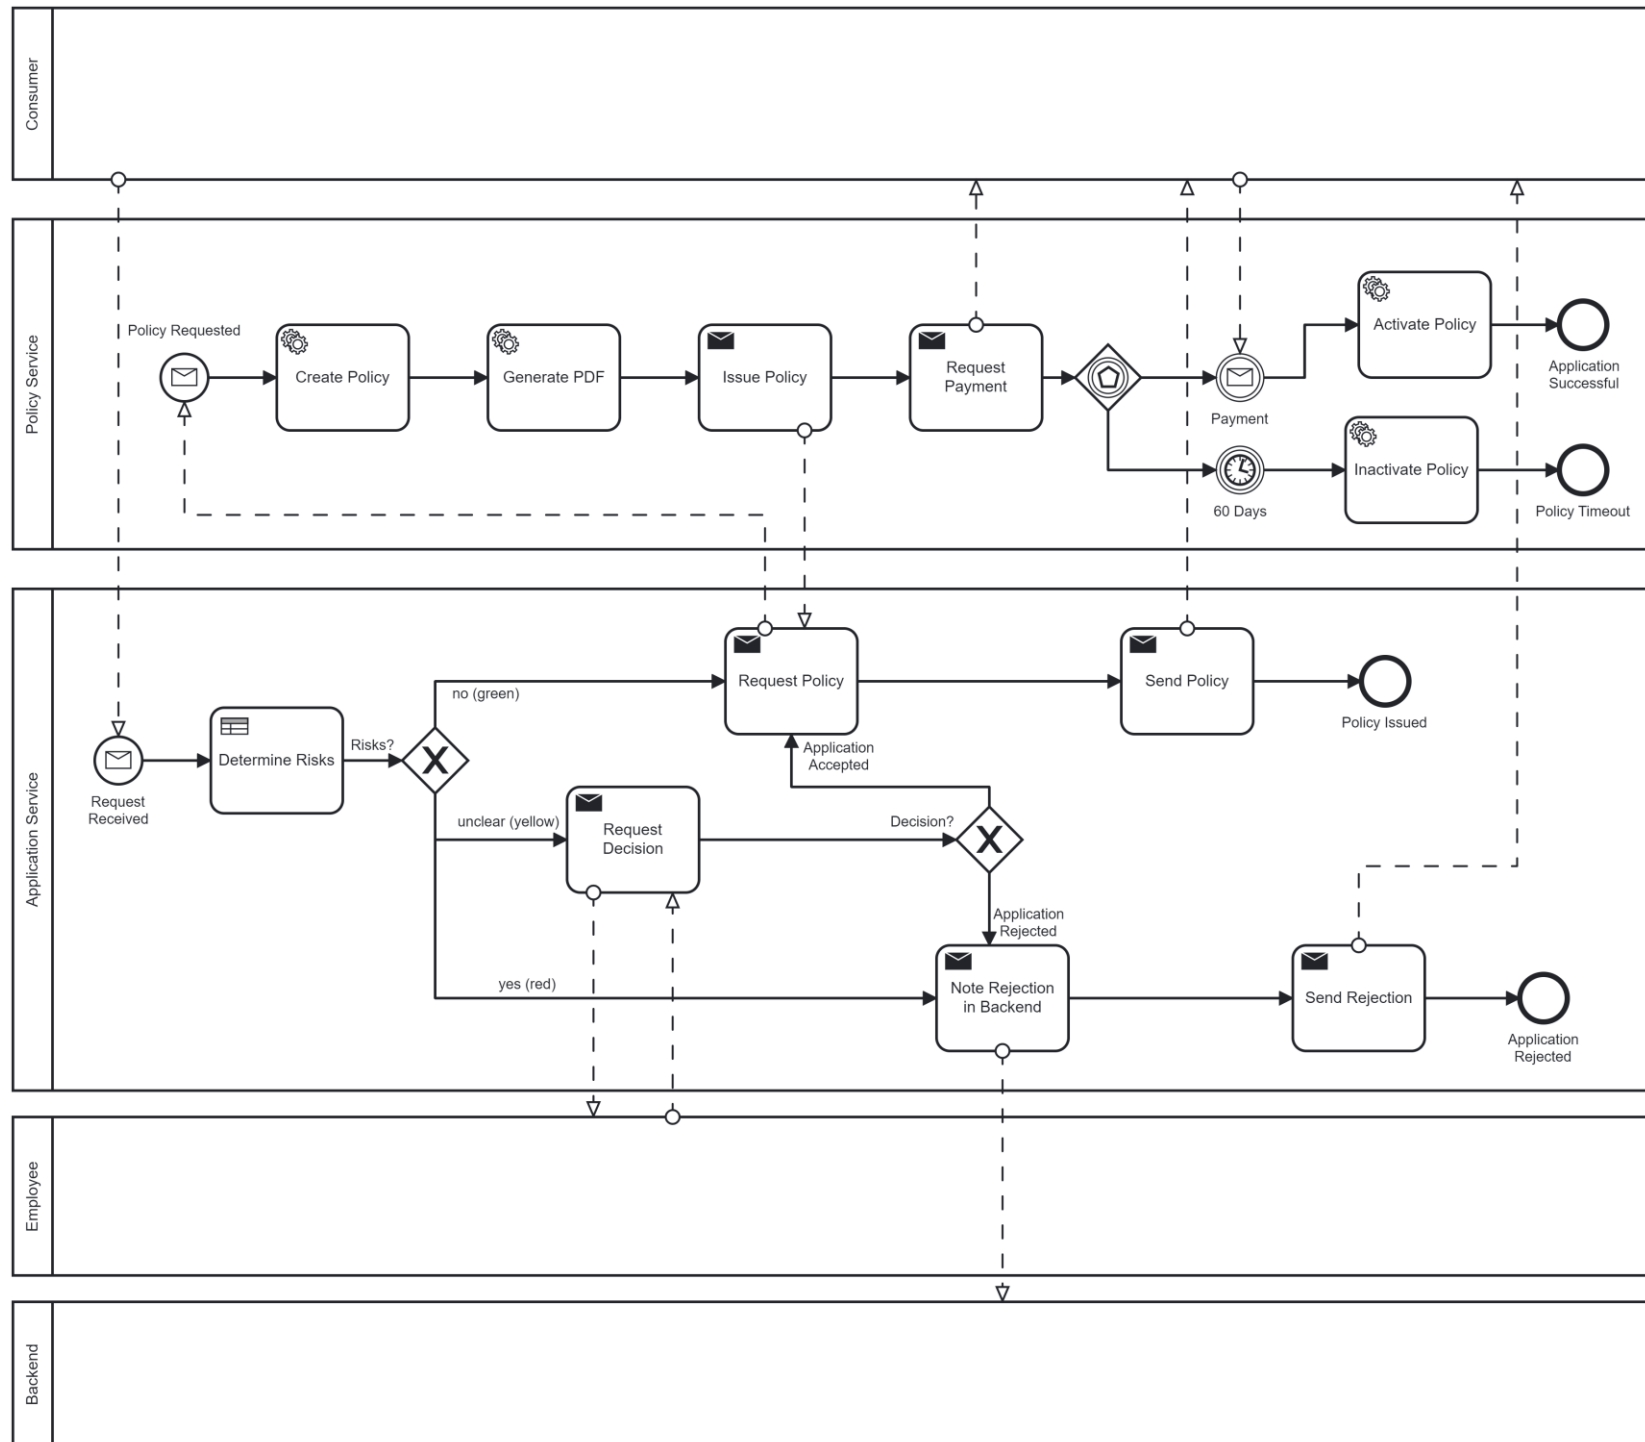 Consumer
Policy Service
Policy Requested
Create Policy
Generate PDF
Issue Policy
Request
Payment
Payment
60 Days
Activate Policy
Inactivate Policy
Application
Successful
Policy Timeout
Application Service
Request
Received
Determine Risks
Risks?
no (green)
unclear (yellow)
yes (red)
Request Policy
Send Policy
Policy Issued
Application
Accepted
Request
Decision
Decision?
Application
Rejected
Note Rejection
in Backend
Send Rejection
Application
Rejected
Employee
Backend